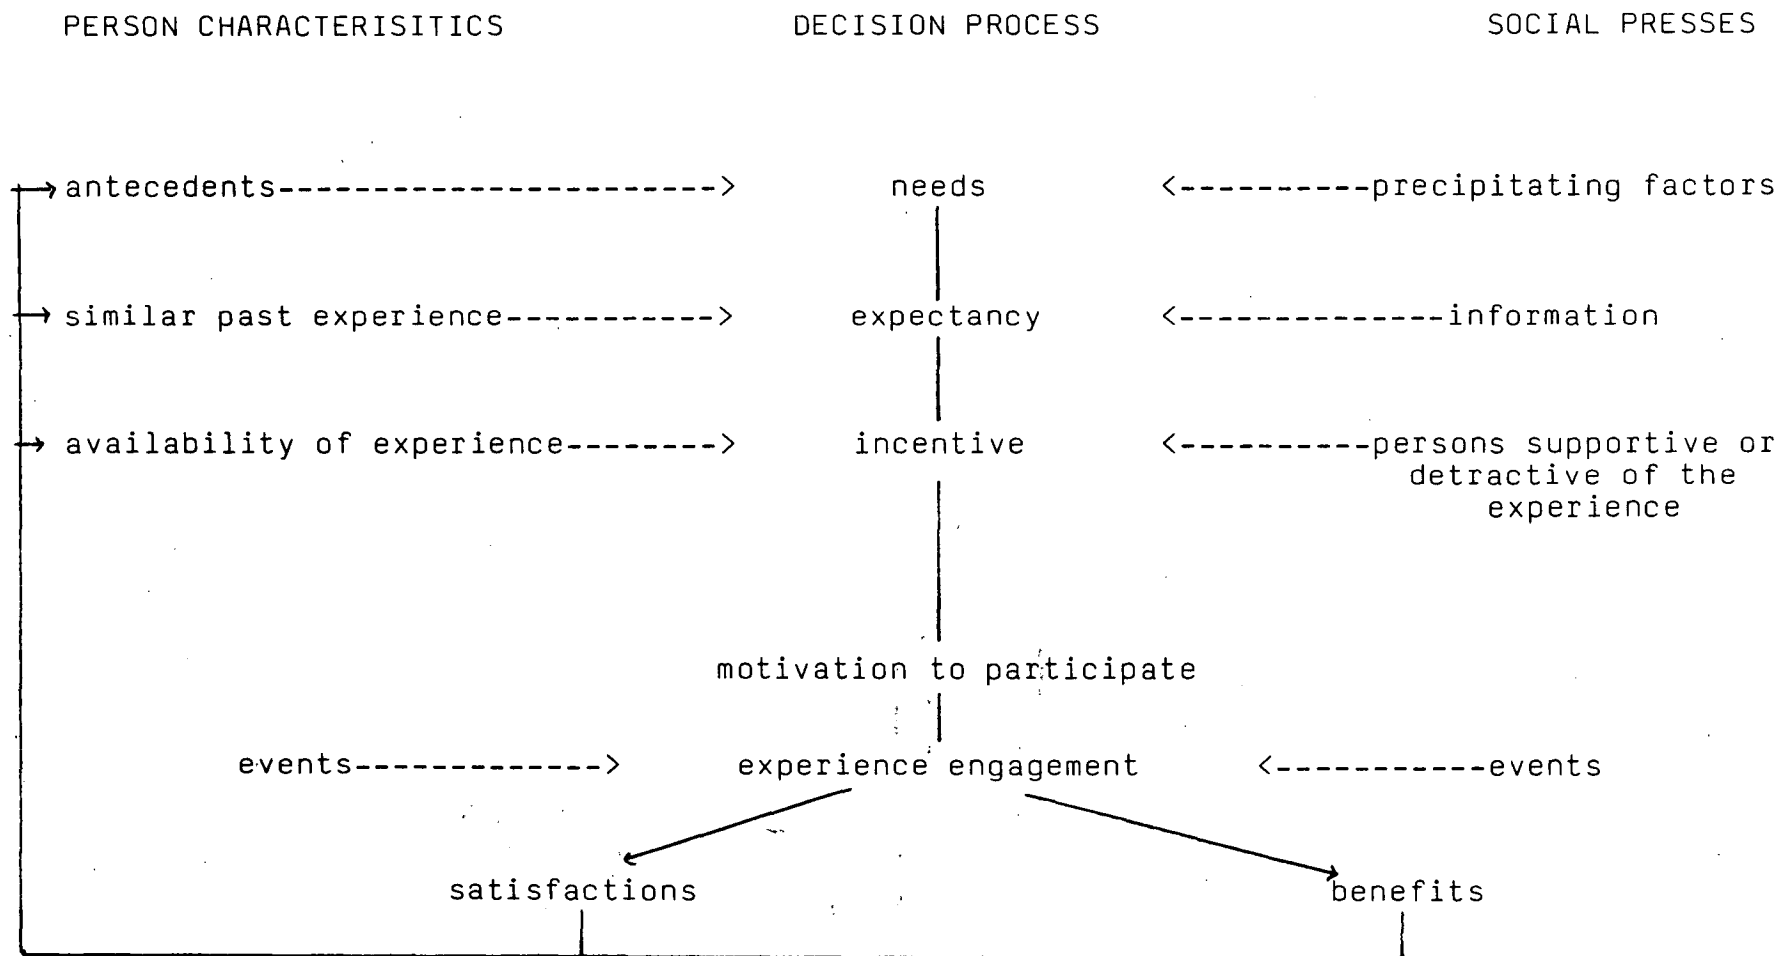 PERSON CHARACTERISITICS DECISION PROCESS SOCIAL PRESSES
antecedents-----------------------> needs <----------precipitating factors
similar past experience-----------> expectancy <-------------information
availability of experience--------> incentive <----------persons supportive or
detractive of the
experience
motivation to participate
events-------------> experience engagement <-----------events
satisfactions benefits